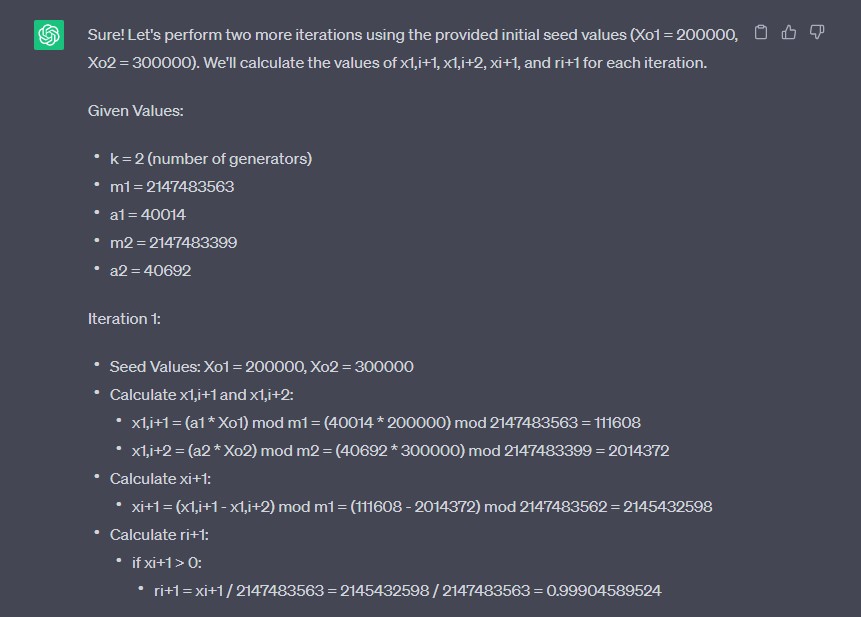 Sure! Let's perform two more iterations using the provided initial seed values (Xo1 = 200000,
Xo2 = 300000). We'll calculate the values of x1,i+1, x1,i+2, xi+1, and ri+1 for each iteration.
Given Values:
• k = 2 (number of generators)
• m1 = 2147483563
• a1 = 40014
• m2 = 2147483399
• a2 = 40692
Iteration 1:
• Seed Values: Xo1 = 200000, Xo2 = 300000
• Calculate x1,i+1 and x1,i+2:
• x1,i+1 = (a1 * Xo1) mod m1 = (40014 * 200000) mod 2147483563 = 111608
• x1,i+2 = (a2 * Xo2) mod m2 = (40692 * 300000) mod 2147483399 = 2014372
• Calculate xi+1:
• xi+1 = (x1,i+1 - x1,i+2) mod m1 = (111608 - 2014372) mod 2147483562 = 2145432598
• Calculate ri+1:
• if xi+1 > 0:
• ri+1 = xi+1 / 2147483563 = 2145432598 / 2147483563 = 0.99904589524